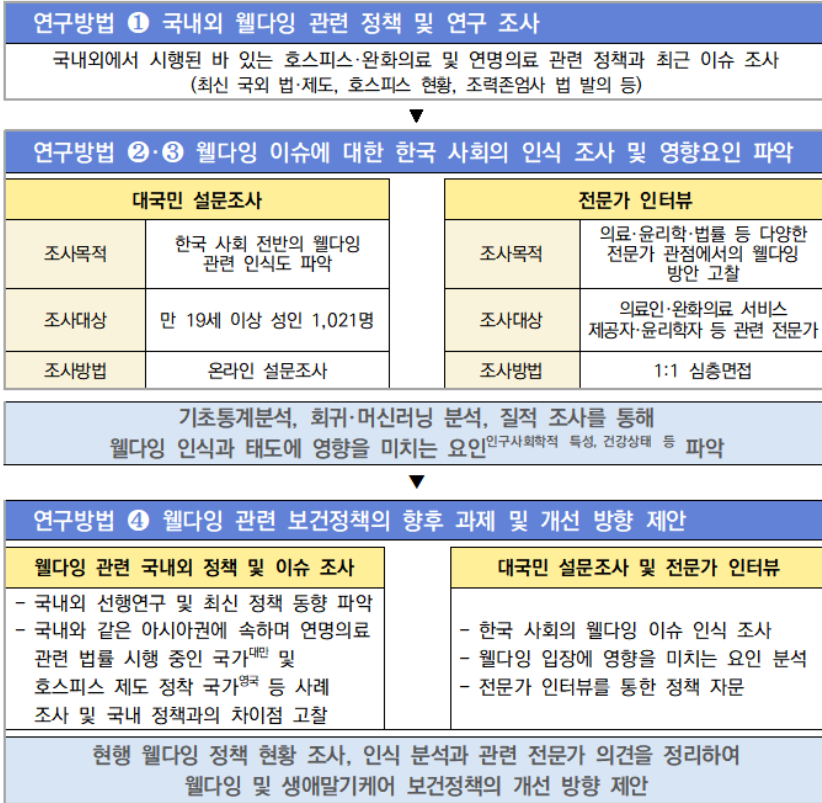 연구방법 ❶ 국내외 웰다잉 관련 정책 및 연구 조사
국내외에서 시행된 바 있는 호스피스·완화의료 및 연명의료 관련 정책과 최근 이슈 조사
(최신 국외 법·제도, 호스피스 현황, 조력존엄사 법 발의 등)
▼
연구방법 ❷·❸ 웰다잉 이슈에 대한 한국 사회의 인식 조사 및 영향요인 파악
대국민 설문조사
조사목적
한국 사회 전반의 웰다잉
관련 인식도 파악
조사대상
만 19세 이상 성인 1,021명
조사방법
온라인 설문조사
전문가 인터뷰
조사목적
의료·윤리학·법률 등 다양한
전문가 관점에서의 웰다잉
방안 고찰
조사대상
의료인·완화의료 서비스
제공자·윤리학자 등 관련 전문가
조사방법
1:1 심층면접
기초통계분석, 회귀·머신러닝 분석, 질적 조사를 통해
웰다잉 인식과 태도에 영향을 미치는 요인인구사회학적 특성, 건강상태 등 파악
▼
연구방법 ❹ 웰다잉 관련 보건정책의 향후 과제 및 개선 방향 제안
웰다잉 관련 국내외 정책 및 이슈 조사
- 국내외 선행연구 및 최신 정책 동향 파악
- 국내와 같은 아시아권에 속하며 연명의료
관련 법률 시행 중인 국가대만 및
호스피스 제도 정착 국가영국 등 사례
조사 및 국내 정책과의 차이점 고찰
대국민 설문조사 및 전문가 인터뷰
- 한국 사회의 웰다잉 이슈 인식 조사
- 웰다잉 입장에 영향을 미치는 요인 분석
- 전문가 인터뷰를 통한 정책 자문
현행 웰다잉 정책 현황 조사, 인식 분석과 관련 전문가 의견을 정리하여
웰다잉 및 생애말기케어 보건정책의 개선 방향 제안